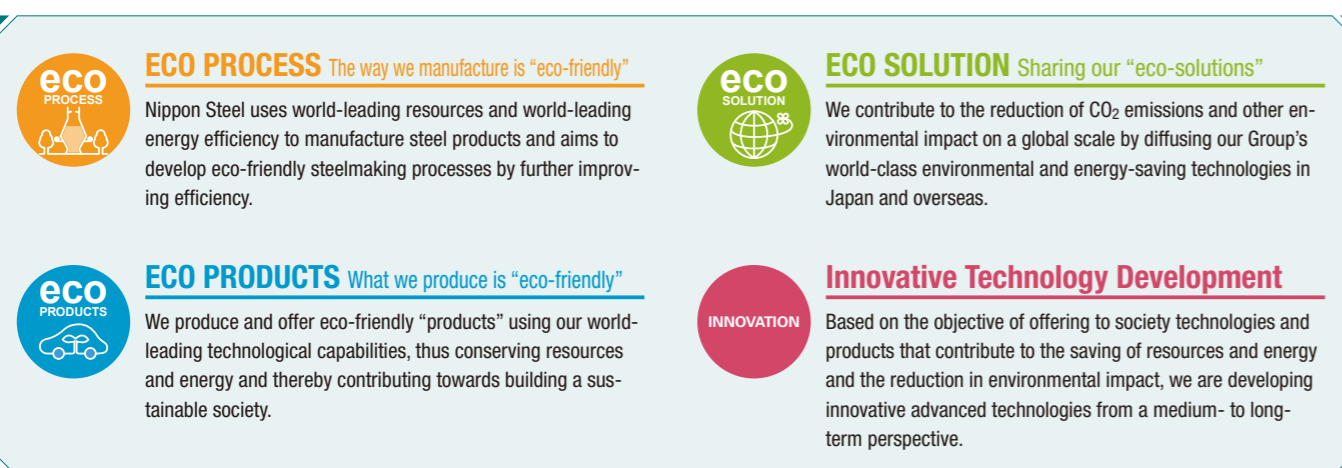 eco
PROCESS
ECO PROCESS The way we manufacture is “eco-friendly”
Nippon Steel uses world-leading resources and world-leading
energy efficiency to manufacture steel products and aims to
develop eco-friendly steelmaking processes by further improv-
ing efficiency.
eco
SOLUTION
ECO SOLUTION Sharing our “eco-solutions”
We contribute to the reduction of CO₂ emissions and other en-
vironmental impact on a global scale by diffusing our Group’s
world-class environmental and energy-saving technologies in
Japan and overseas.
eco
PRODUCTS
ECO PRODUCTS What we produce is “eco-friendly”
We produce and offer eco-friendly “products” using our world-
leading technological capabilities, thus conserving resources
and energy and thereby contributing towards building a sus-
tainable society.
INNOVATION
Innovative Technology Development
Based on the objective of offering to society technologies and
products that contribute to the saving of resources and energy
and the reduction in environmental impact, we are developing
innovative advanced technologies from a medium- to long-
term perspective.